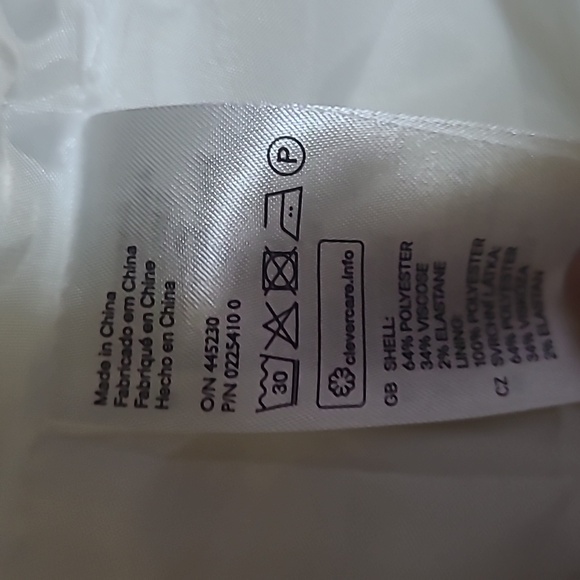 Made in China
Fabricado em China
Fabriqué en Chine
Hecho en China
O/N 445230
P/N 0225410 0
30
P
clevercare.info
GB SHELL:
64% POLYESTER
34% VISCOSE
2% ELASTANE
LINING:
100% POLYESTER
CZ SVRCHNÍ LÁTKA:
64% POLYESTER
34% VISKÓZA
2% ELASTAN